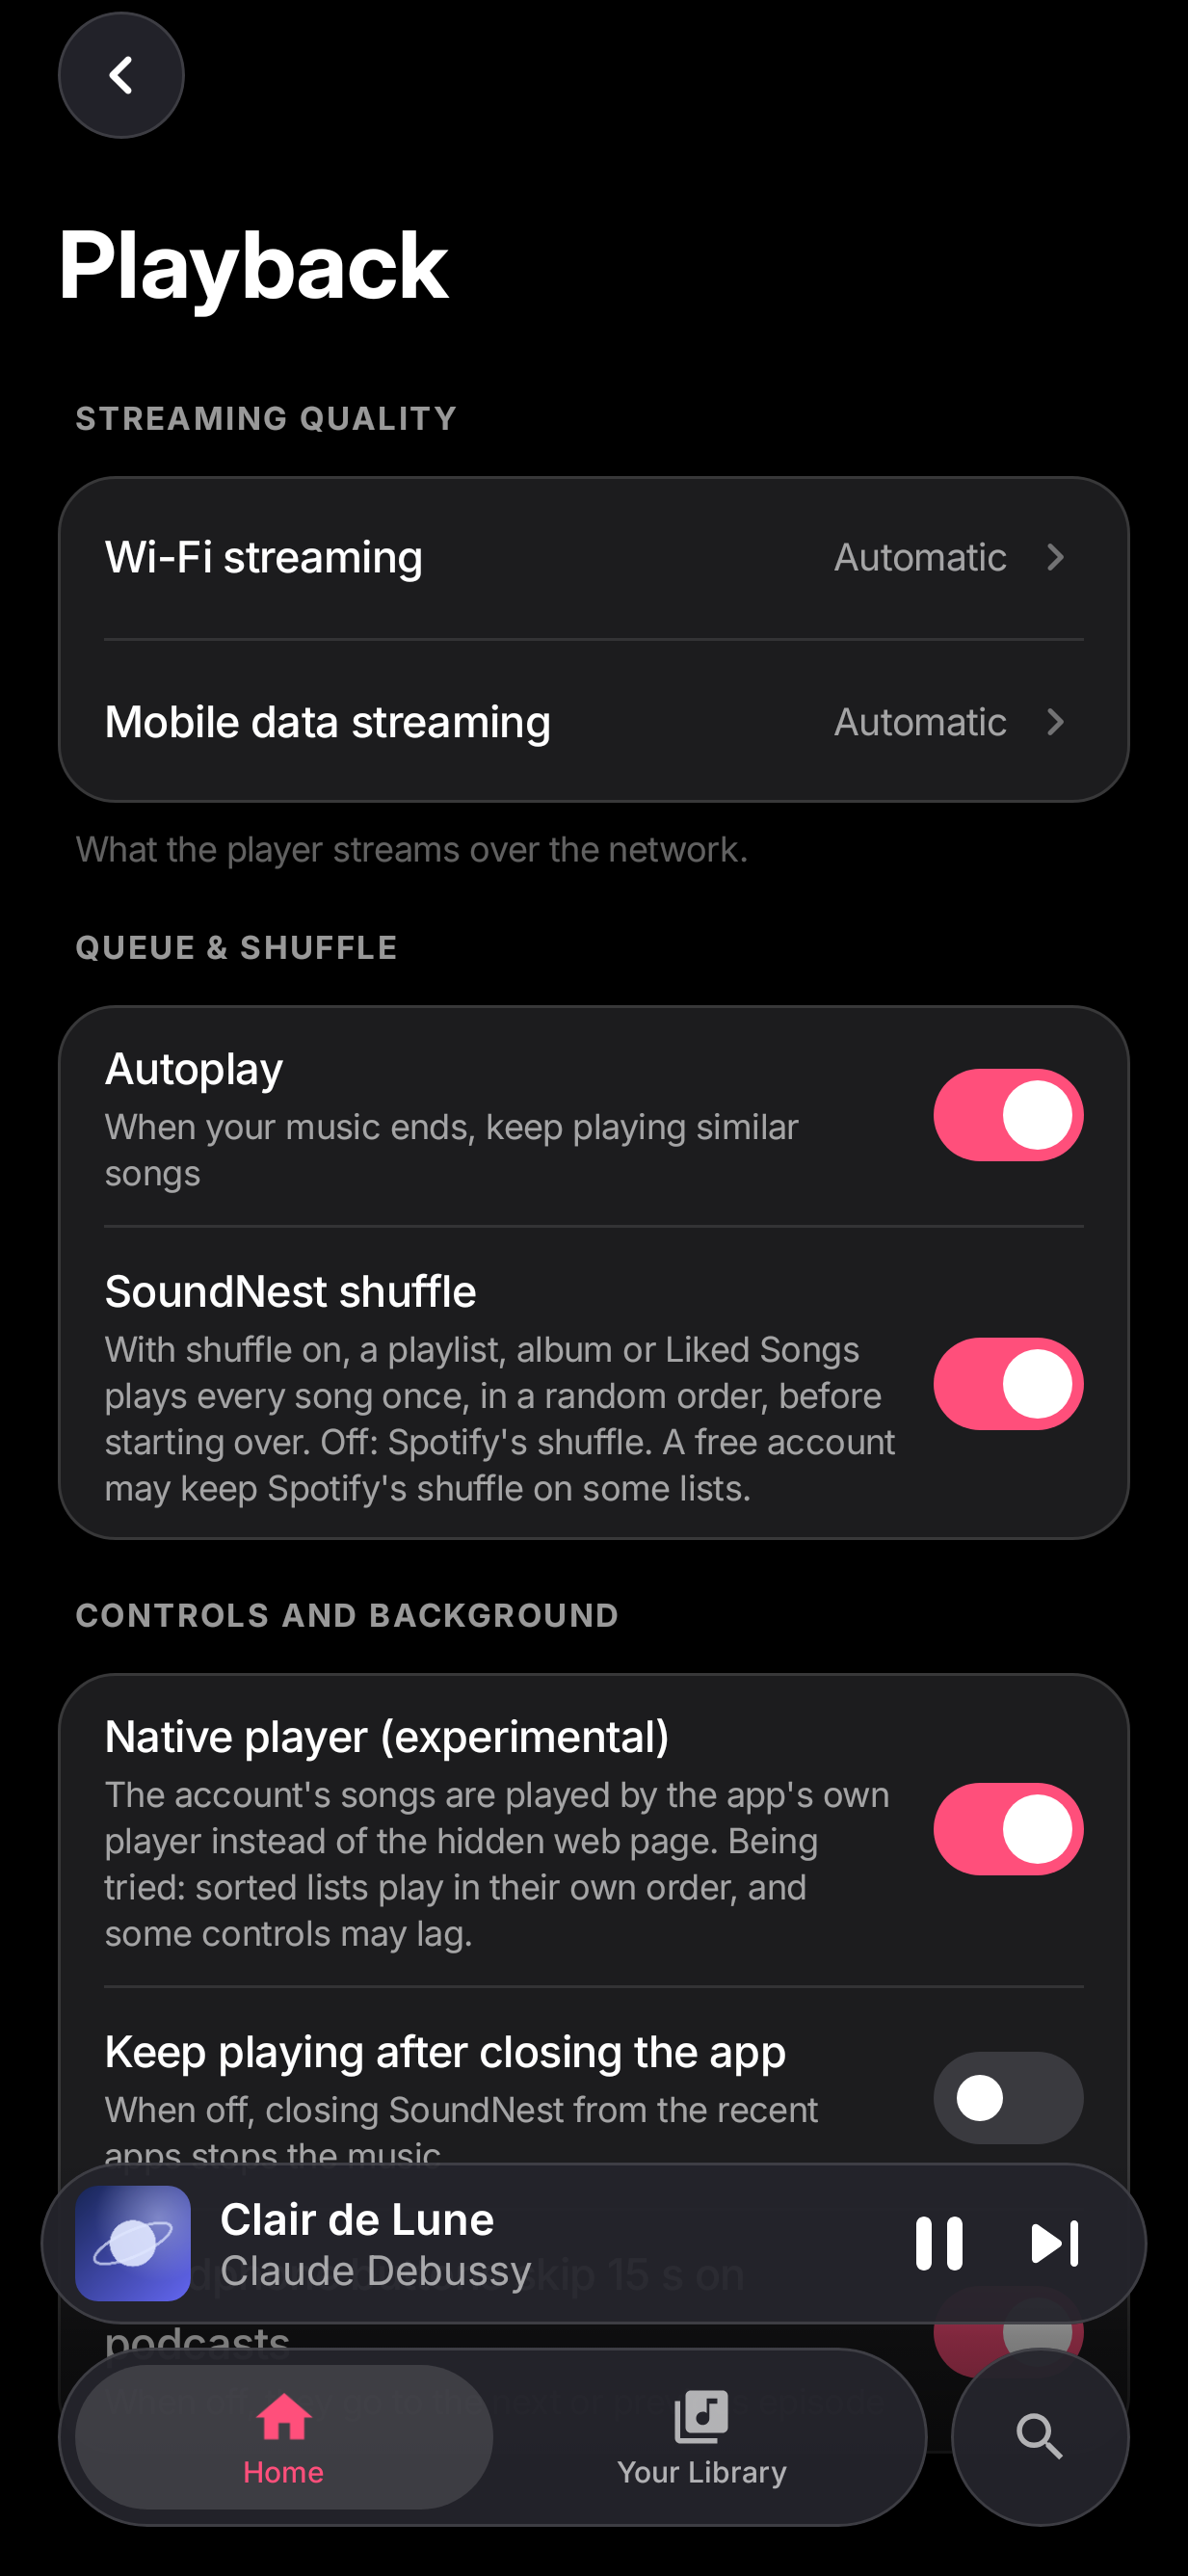 Playback
STREAMING QUALITY
Wi-Fi streaming
Automatic
Mobile data streaming
Automatic
What the player streams over the network.
QUEUE & SHUFFLE
Autoplay
When your music ends, keep playing similar
songs
SoundNest shuffle
With shuffle on, a playlist, album or Liked Songs
plays every song once, in a random order, before
starting over. Off: Spotify's shuffle. A free account
may keep Spotify's shuffle on some lists.
CONTROLS AND BACKGROUND
Native player (experimental)
The account's songs are played by the app's own
player instead of the hidden web page. Being
tried: sorted lists play in their own order, and
some controls may lag.
Keep playing after closing the app
When off, closing SoundNest from the recent
apps stops the music
Clair de Lune
Claude Debussy
skip 15 s on
podcasts
Home
Your Library